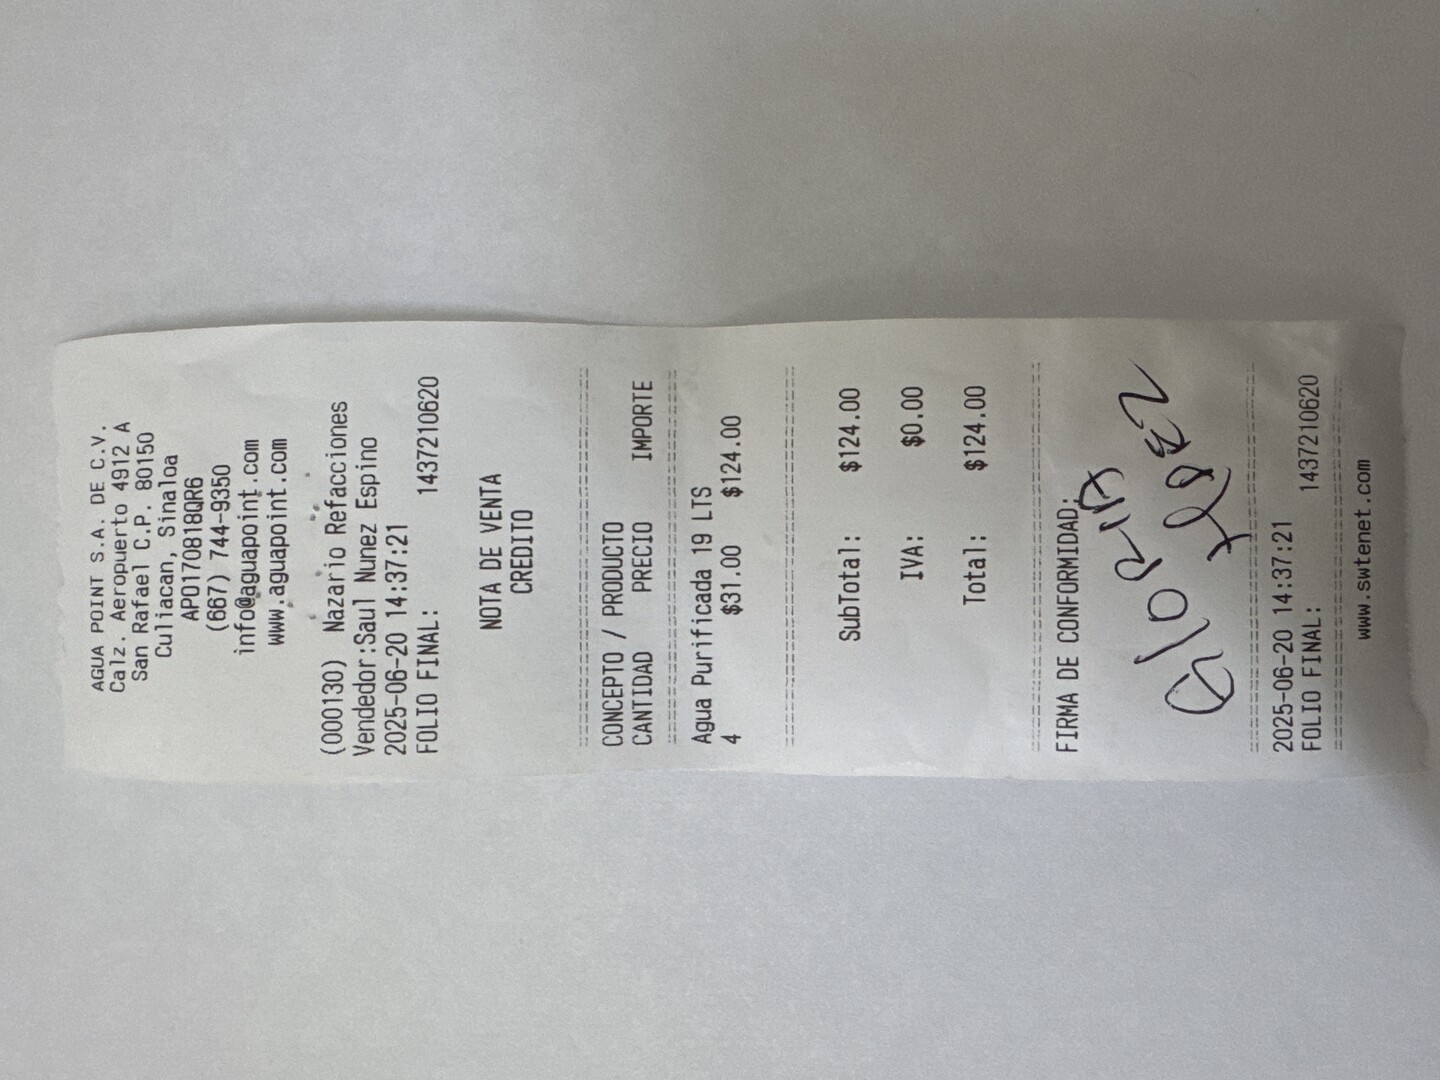 AGUA POINT S.A. DE C.V.
Calz. Aeropuerto 4912 A
San Rafael C.P. 80150
Culiacan, Sinaloa
APO170818QR6
(667) 744-9350
info@aguapoint.com
www.aguapoint.com
(000130) Nazario Refacciones
Vendedor:Saul Nunez Espino
2025-06-20 14:37:21
FOLIO FINAL: 1437210620
NOTA DE VENTA
CREDITO
CONCEPTO / PRODUCTO
CANTIDAD PRECIO IMPORTE
Agua Purificada 19 LTS
4 $31.00 $124.00
SubTotal: $124.00
IVA: $0.00
Total: $124.00
FIRMA DE CONFORMIDAD:
GlORIA
2025-06-20 14:37:21
FOLIO FINAL: 1437210620
www.swtenet.com